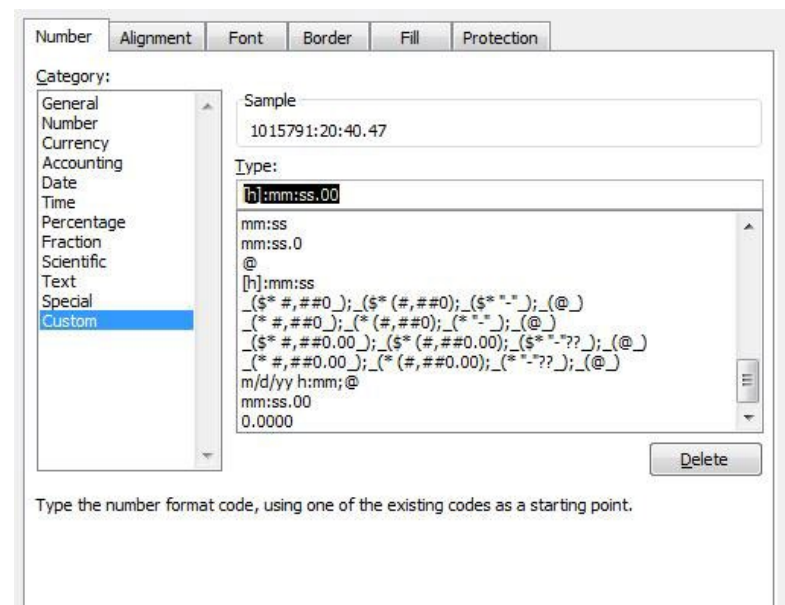 Number Alignment Font Border Fill Protection
Category:
General
Number
Currency
Accounting
Date
Time
Percentage
Fraction
Scientific
Text
Special
Custom
Sample
1015791:20:40.47
Type:
[h]:mm:ss.00
mm:ss
mm:ss.0
@
[h]:mm:ss
_($* #,##0_);_($* (#,##0);_($* "-"_);_(@_)
_(* #,##0_);_(* (#,##0);_(* "-"_);_(@_)
_($* #,##0.00_);_($* (#,##0.00);_($* "-"??_);_(@_)
_(* #,##0.00_);_(* (#,##0.00);_(* "-"??_);_(@_)
m/d/yy h:mm;@
mm:ss.00
0.0000
Delete
Type the number format code, using one of the existing codes as a starting point.